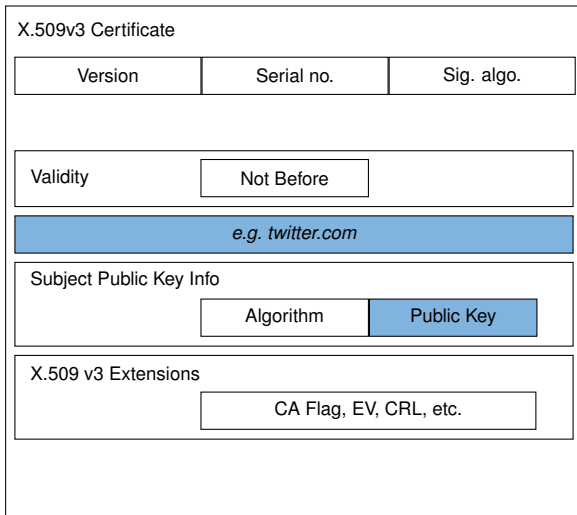 X.509v3 Certificate
Version Serial no. Sig. algo.
Validity Not Before
e.g. twitter.com
Subject Public Key Info
Algorithm Public Key
X.509 v3 Extensions
CA Flag, EV, CRL, etc.